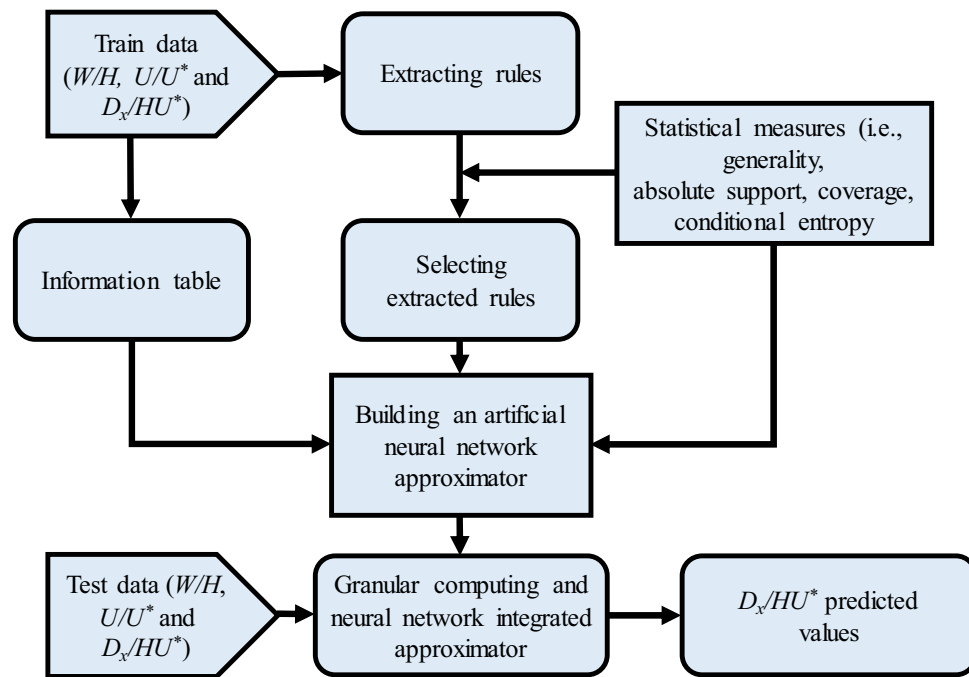 Train data
(W/H, U/U* and
Dₓ/HU*)
Extracting rules
Statistical measures (i.e.,
generality,
absolute support, coverage,
conditional entropy
Information table
Selecting
extracted rules
Building an artificial
neural network
approximator
Test data (W/H,
U/U* and
Dₓ/HU*)
Granular computing and
neural network integrated
approximator
Dₓ/HU* predicted
values